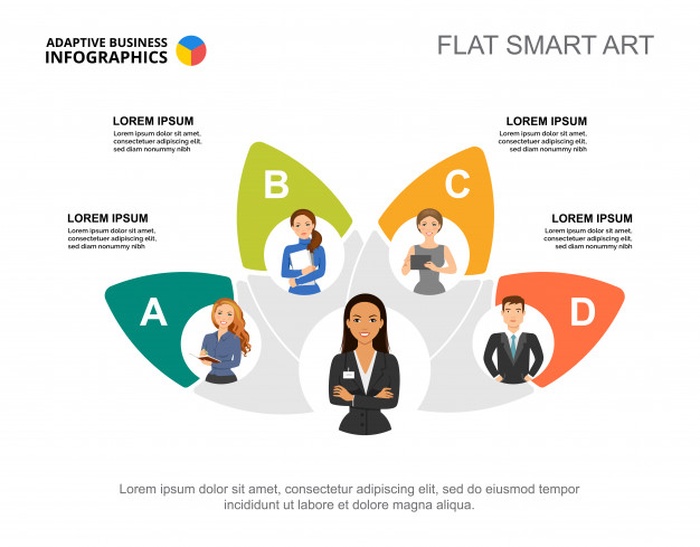 ADAPTIVE BUSINESS
INFOGRAPHICS
FLAT SMART ART
LOREM IPSUM
Lorem ipsum dolor sit amet,
consectetuer adipiscing elit,
sed diam nonummy nibh
LOREM IPSUM
Lorem ipsum dolor sit amet,
consectetuer adipiscing elit,
sed diam nonummy nibh
LOREM IPSUM
Lorem ipsum dolor sit amet,
consectetuer adipiscing elit,
sed diam nonummy nibh
LOREM IPSUM
Lorem ipsum dolor sit amet,
consectetuer adipiscing elit,
sed diam nonummy nibh
B
C
A
D
Lorem ipsum dolor sit amet, consectetur adipiscing elit, sed do eiusmod tempor
incididunt ut labore et dolore magna aliqua.